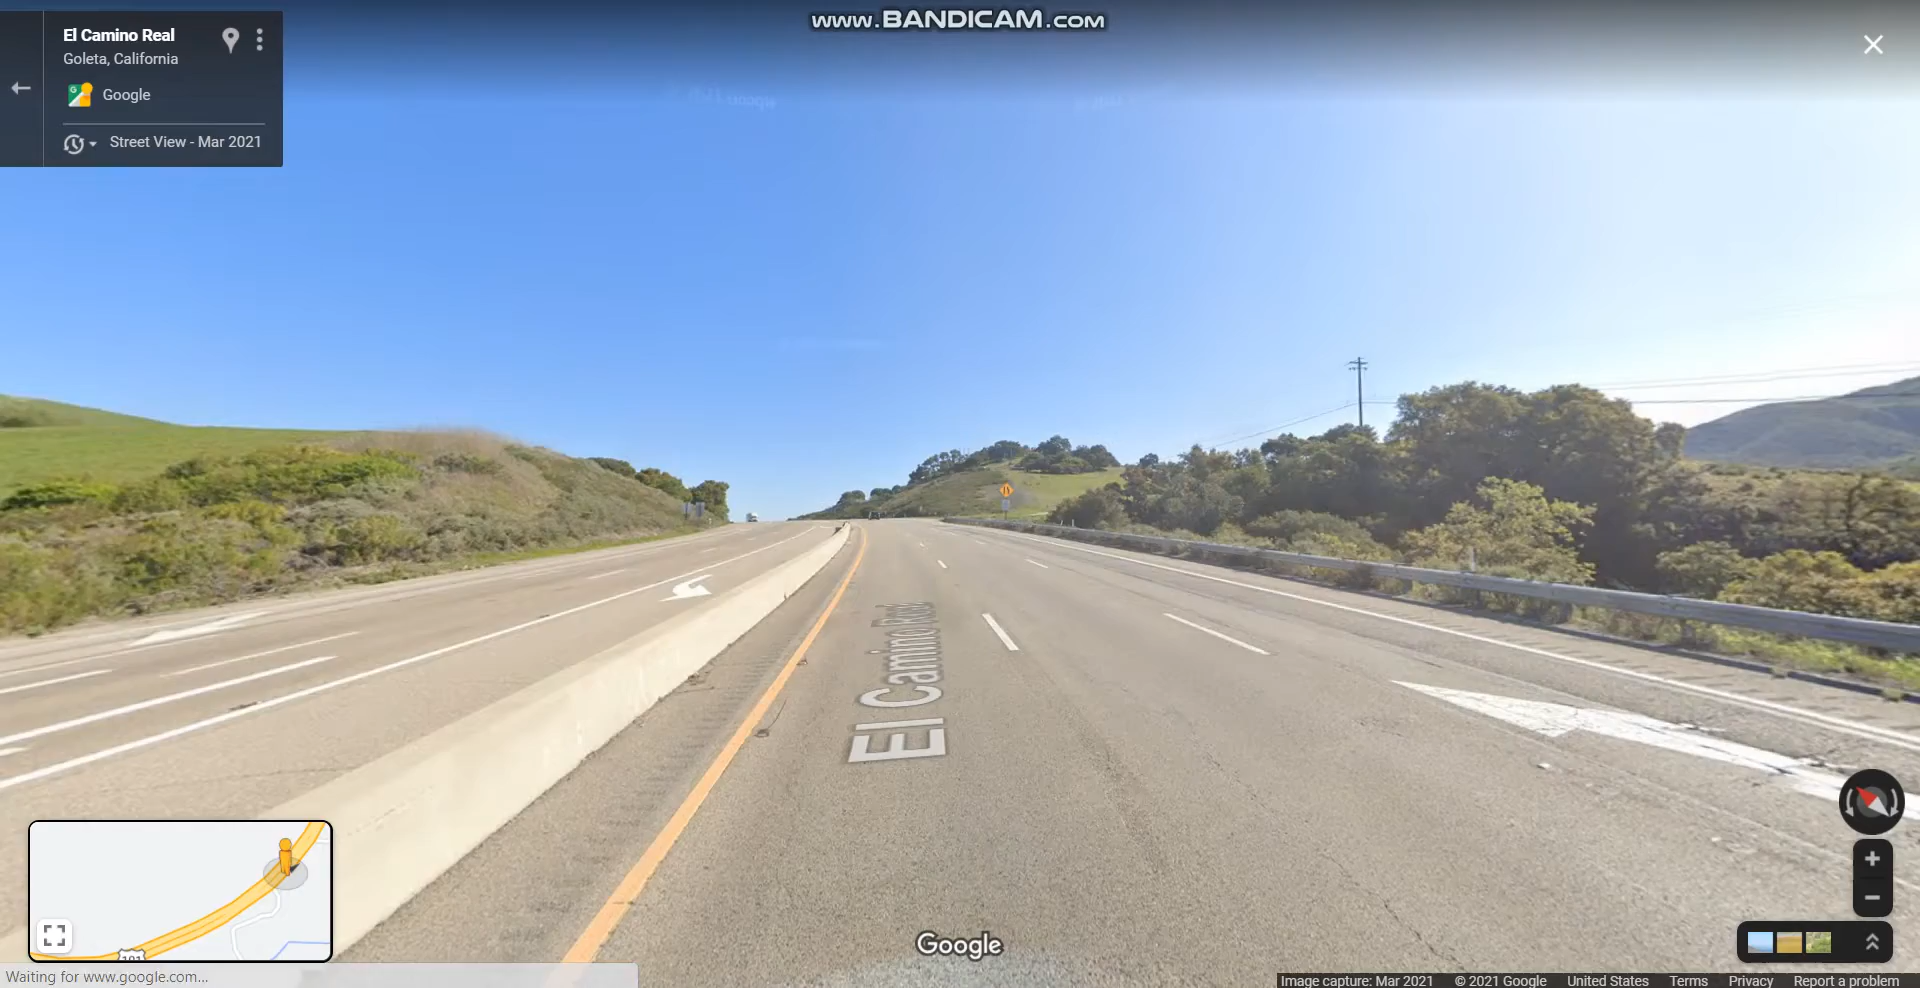 www.BANDICAM.COM
El Camino Real
Goleta, California
Google
Street View - Mar 2021
El Camino Real
101
Google
Waiting for www.google.com...
Image capture: Mar 2021 © 2021 Google United States Terms Privacy Report a problem